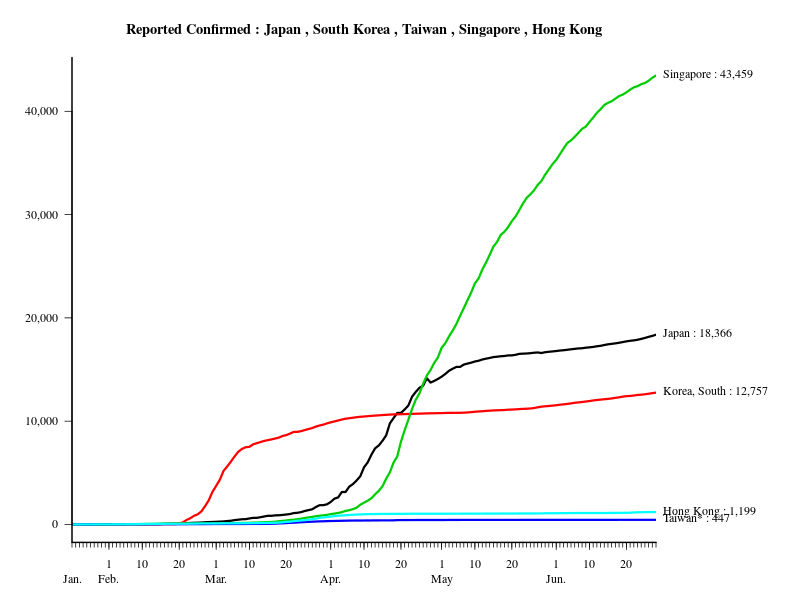 Reported Confirmed : Japan , South Korea , Taiwan , Singapore , Hong Kong
Singapore : 43,459
40,000
30,000
20,000
Japan : 18,366
Korea, South : 12,757
10,000
Hong Kong : 1,199
Taiwan* : 447
0
1 10 20 1 10 20 1 10 20 1 10 20 1 10 20
Jan. Feb. Mar. Apr. May Jun.